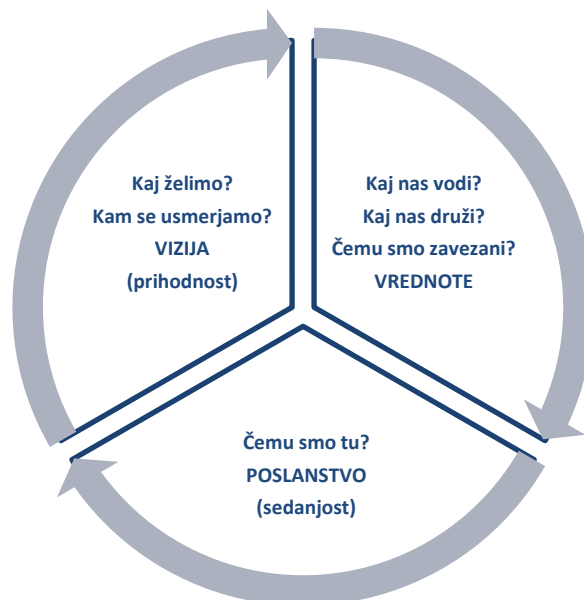 Kaj želimo?
Kam se usmerjamo?
VIZIJA
(prihodnost)
Kaj nas vodi?
Kaj nas druži?
Čemu smo zavezani?
VREDNOTE
Čemu smo tu?
POSLANSTVO
(sedanjost)